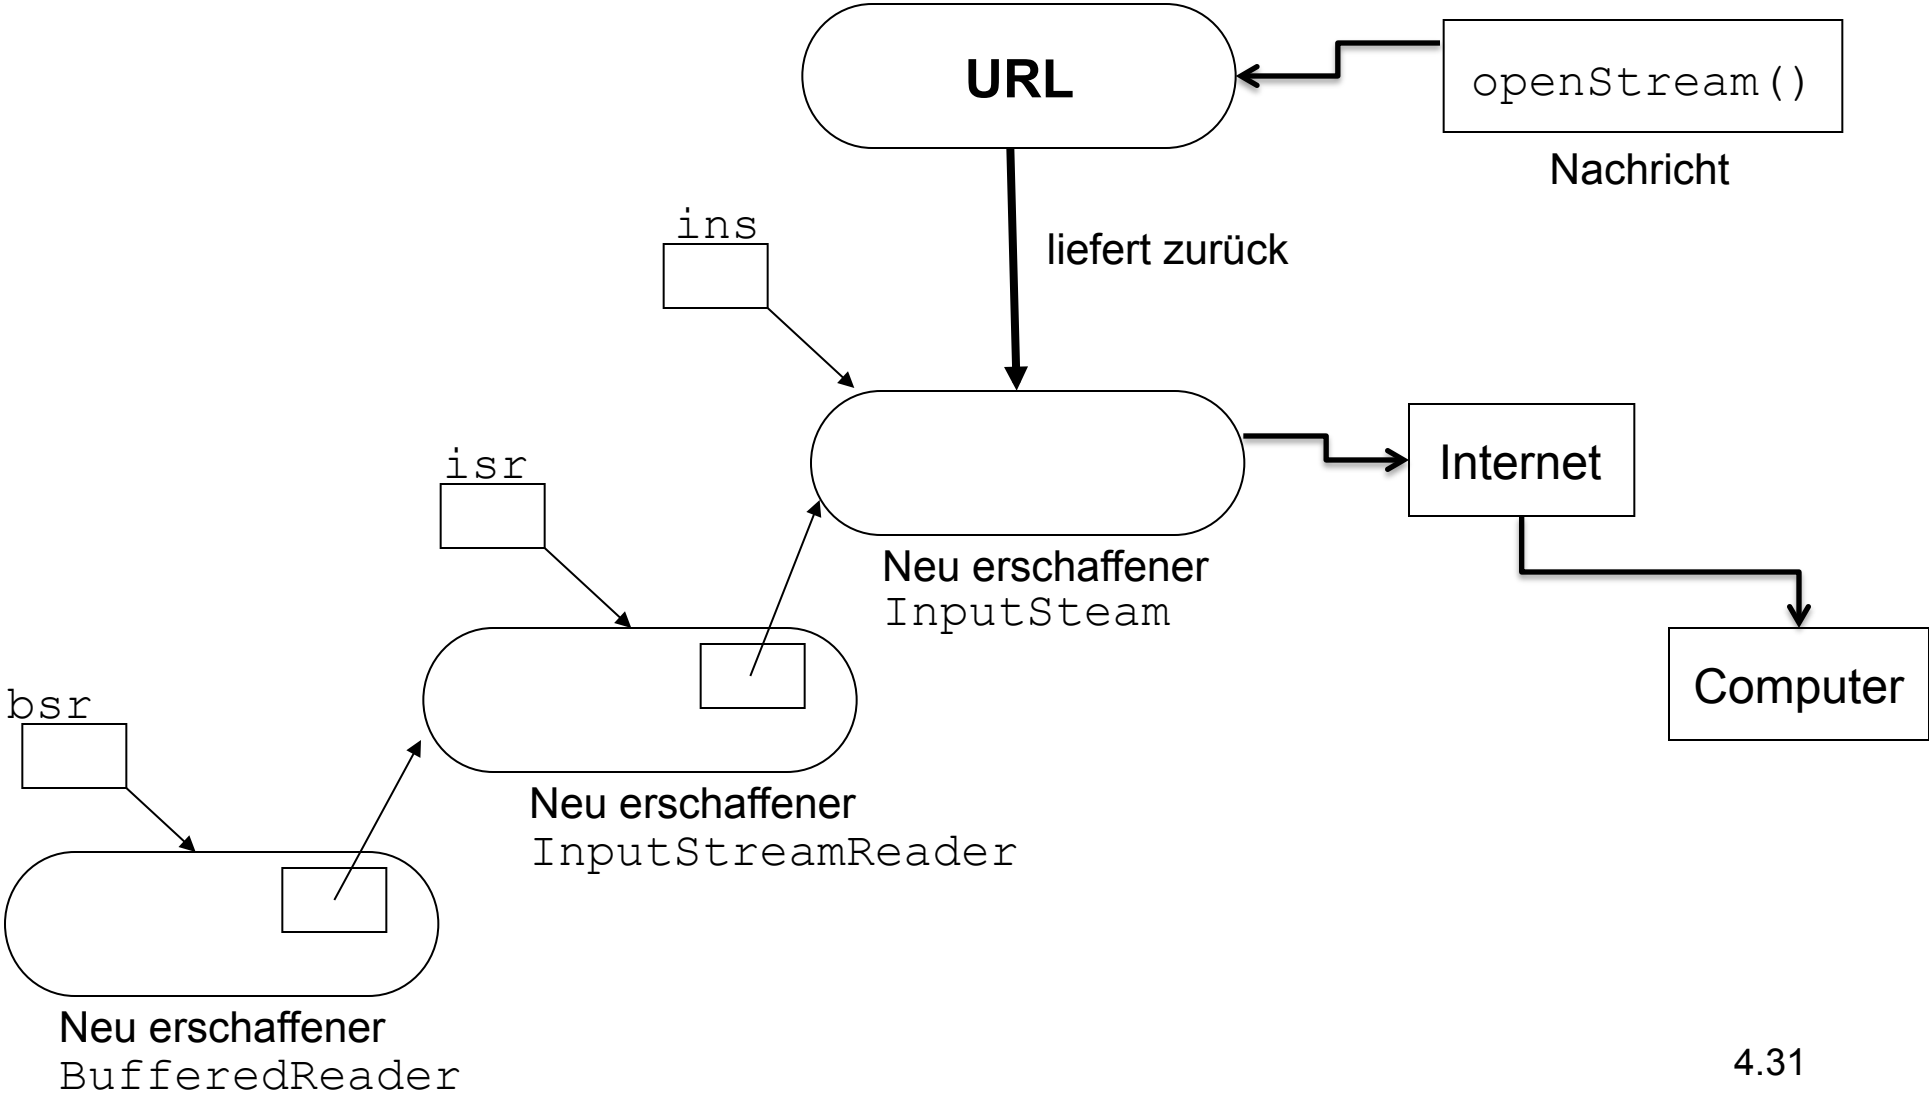 URL
openStream()
Nachricht
ins
liefert zurück
isr
Internet
Neu erschaffener
InputSteam
Computer
bsr
Neu erschaffener
InputStreamReader
Neu erschaffener
BufferedReader
4.31